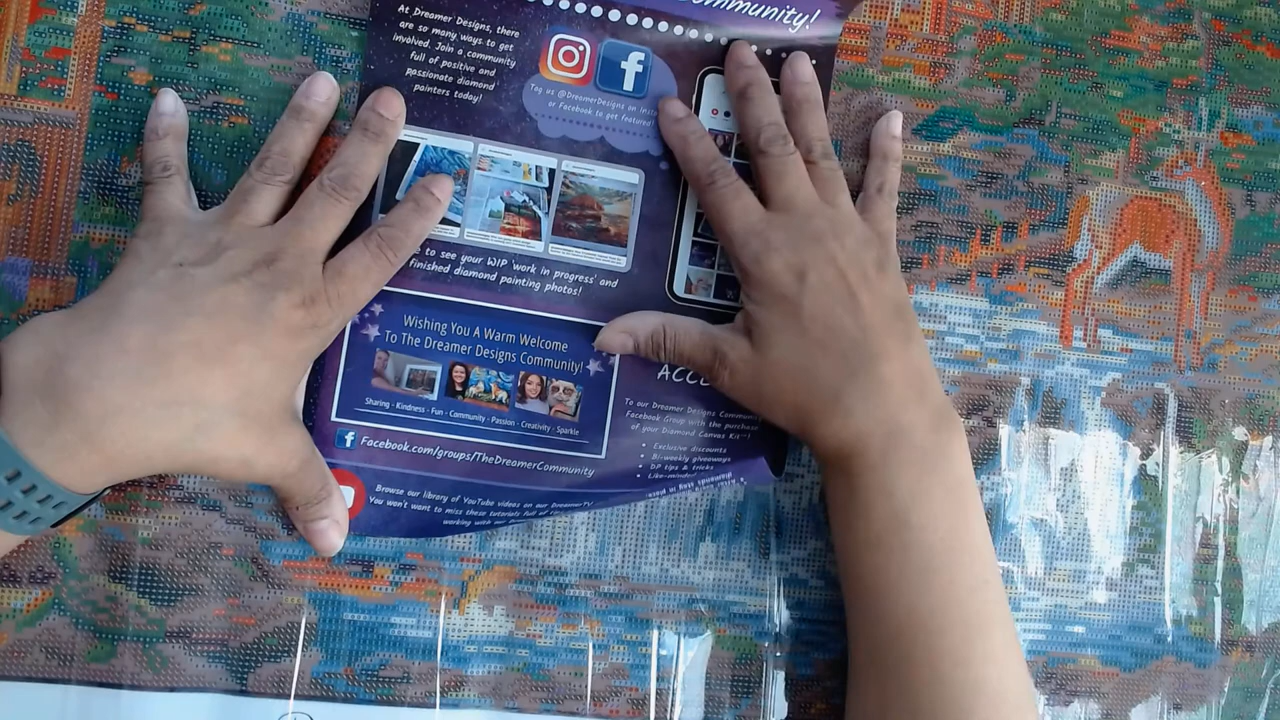 Community!
At Dreamer Designs, there
are so many ways to get
involved. Join a community
full of positive and
passionate diamond
painters today!
Tag us @DreamerDesigns on Insta
or Facebook to get featured!
to see your WIP 'work in progress' and
finished diamond painting photos!
Wishing You A Warm Welcome
To The Dreamer Designs Community!
Sharing - Kindness - Fun - Community - Passion - Creativity - Sparkle
Facebook.com/groups/TheDreamerCommunity
Browse our library of YouTube videos on our DreamerTV
You won't want to miss these tutorials full of
working with our
To our Dreamer Designs
Facebook Group with the purchase
of your Diamond Canvas Kit
• Exclusive discounts
• Bi-weekly giveaways
• DP tips & tricks